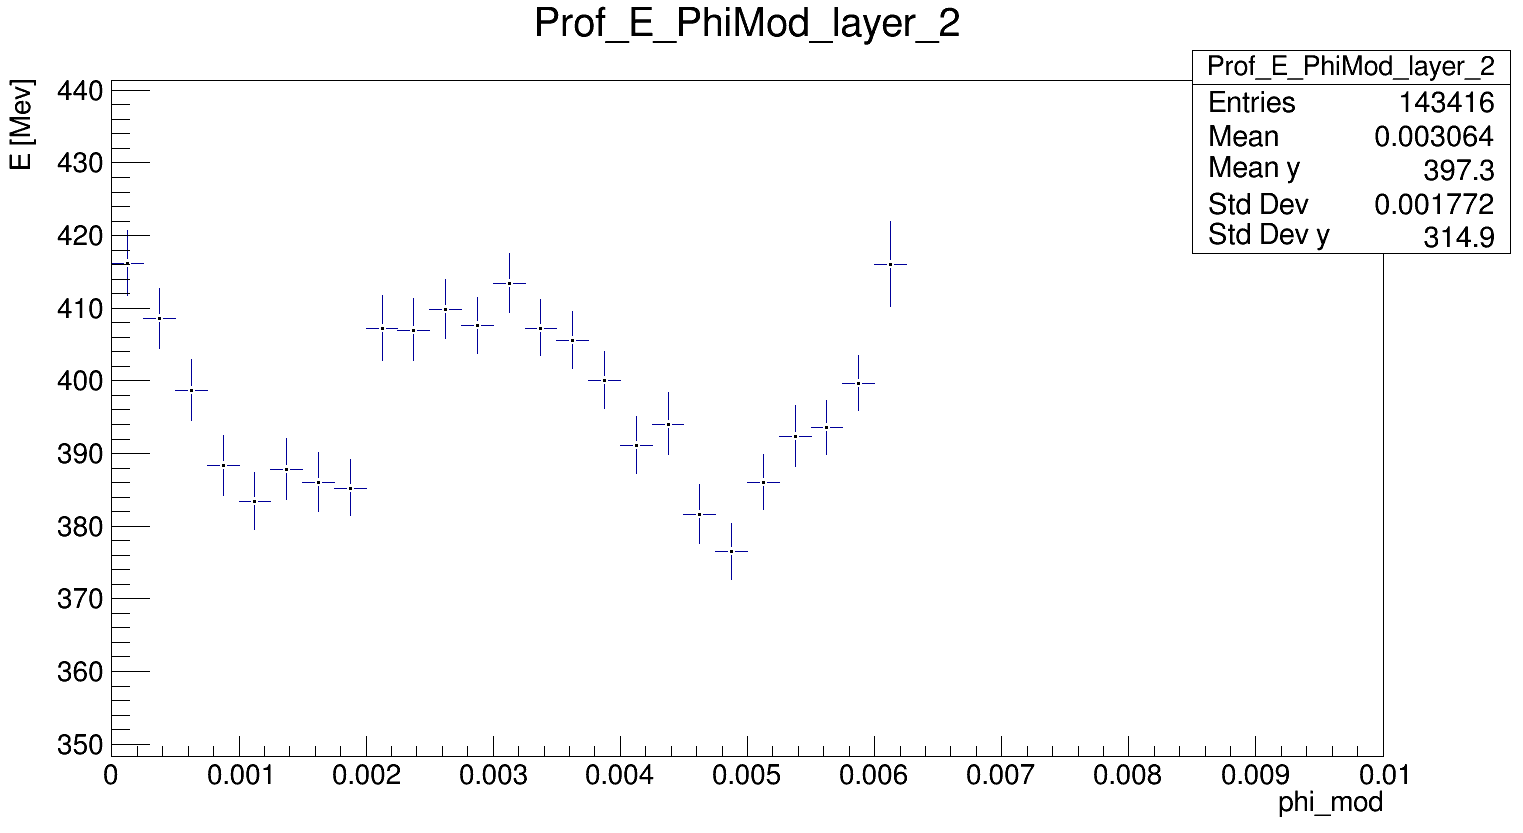 Prof_E_PhiMod_layer_2
Prof_E_PhiMod_layer_2
Entries 143416
Mean 0.003064
Mean y 397.3
Std Dev 0.001772
Std Dev y 314.9
E [Mev]
440
430
420
410
400
390
380
370
360
350
0 0.001 0.002 0.003 0.004 0.005 0.006 0.007 0.008 0.009 0.01
phi_mod